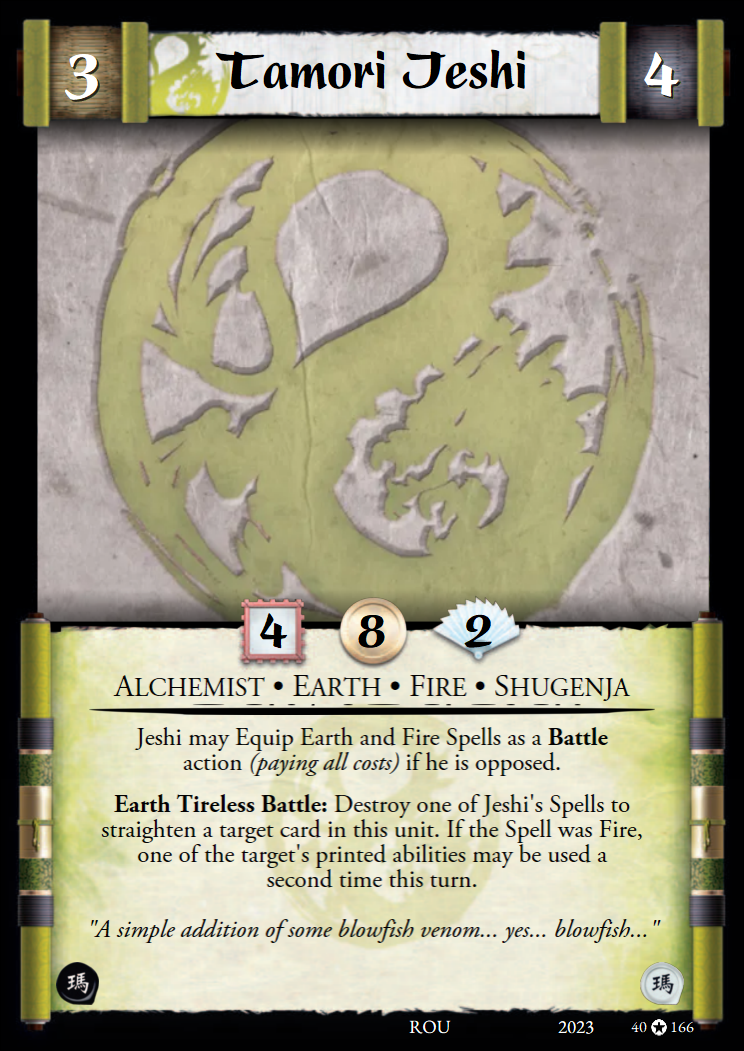 3 Tamori Jeshi 4
4 8 2
ALCHEMIST • EARTH • FIRE • SHUGENJA
Jeshi may Equip Earth and Fire Spells as a Battle
action (paying all costs) if he is opposed.
Earth Tireless Battle: Destroy one of Jeshi's Spells to
straighten a target card in this unit. If the Spell was Fire,
one of the target's printed abilities may be used a
second time this turn.
"A simple addition of some blowfish venom... yes... blowfish..."
瑪 瑪
ROU 2023 40 ✪ 166